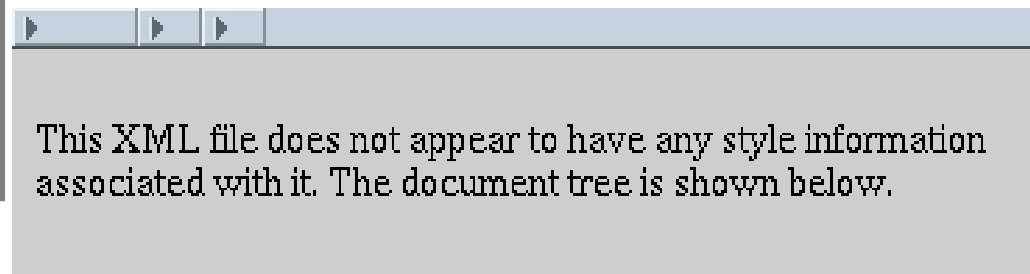 This XML file does not appear to have any style information
associated with it. The document tree is shown below.